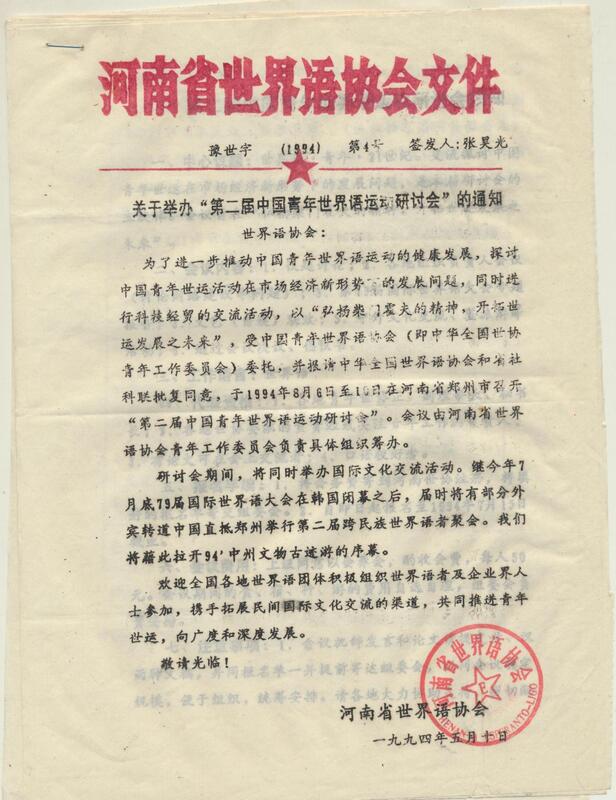 河南省世界语协会文件
豫世字 (1994) 第4号 签发人:张昊光
关于举办“第二届中国青年世界语运动研讨会”的通知
世界语协会:
为了进一步推动中国青年世界语运动的健康发展，探讨
中国青年世运活动在市场经济新形势下的发展问题，同时进
行科技经贸的交流活动，以“弘扬柴门霍夫的精神，开拓世
运发展之未来”，受中国青年世界语协会（即中华全国世协
青年工作委员会）委托，并报请中华全国世界语协会和省社
科联批复同意，于1994年8月6日至10日在河南省郑州市召开
“第二届中国青年世界语运动研讨会”。会议由河南省世界
语协会青年工作委员会负责具体组织筹办。
研讨会期间，将同时举办国际文化交流活动。继今年7
月底79届国际世界语大会在韩国闭幕之后，届时将有部分外
宾转道中国直抵郑州举行第二届跨民族世界语者聚会。我们
将藉此拉开94'中州文物古迹游的序幕。
欢迎全国各地世界语团体积极组织世界语者及企业界人
士参加，携手拓展民间国际文化交流的渠道，共同推进青年
世运，向广度和深度发展。
敬请光临！
河南省世界语协会
E
HENAN ESPERANTO-LIGO
河南省世界语协会
一九九四年五月十日